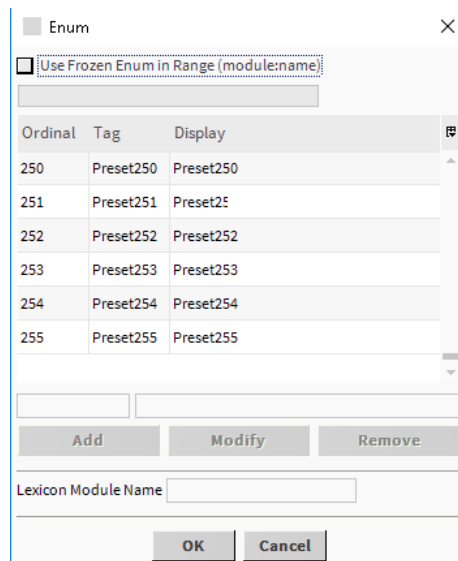 Enum
Use Frozen Enum in Range (module:name)
Ordinal Tag Display
250 Preset250 Preset250
251 Preset251 Preset25
252 Preset252 Preset252
253 Preset253 Preset253
254 Preset254 Preset254
255 Preset255 Preset255
Add Modify Remove
Lexicon Module Name
OK Cancel